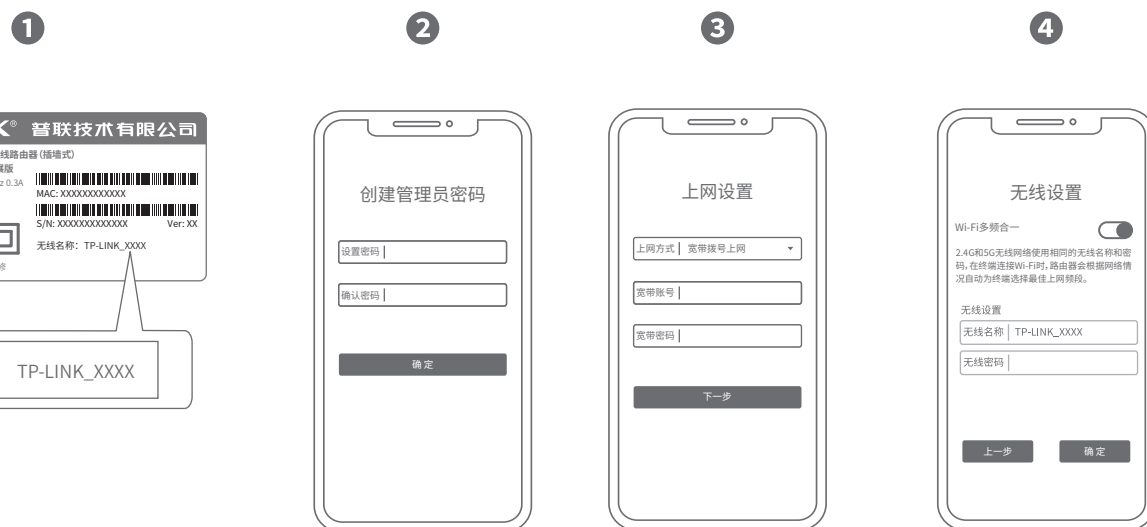 1
2
3
4
普联技术有限公司
线路由器(插墙式)
z 0.3A
MAC: XXXXXXXXXXXX
S/N: XXXXXXXXXXXXX Ver: XX
无线名称：TP-LINK_XXXX
修
TP-LINK_XXXX
创建管理员密码
设置密码
确认密码
确定
上网设置
上网方式 宽带拨号上网
宽带账号
宽带密码
下一步
无线设置
Wi-Fi多频合一
2.4G和5G无线网络使用相同的无线名称和密
码,在终端连接Wi-Fi时,路由器会根据网络情
况自动为终端选择最佳上网频段。
无线设置
无线名称 TP-LINK_XXXX
无线密码
上一步 确定